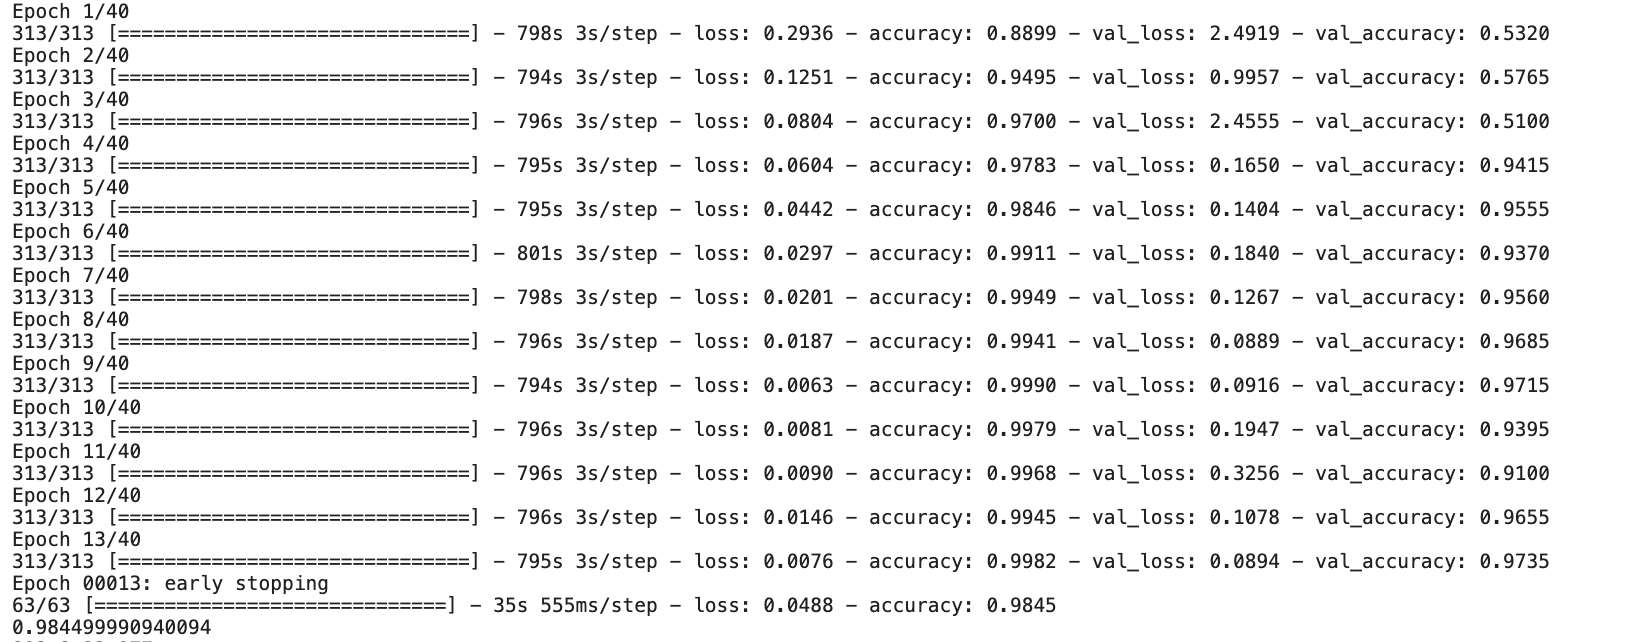 Epoch 1/40
313/313 [==============================] - 798s 3s/step - loss: 0.2936 - accuracy: 0.8899 - val_loss: 2.4919 - val_accuracy: 0.5320
Epoch 2/40
313/313 [==============================] - 794s 3s/step - loss: 0.1251 - accuracy: 0.9495 - val_loss: 0.9957 - val_accuracy: 0.5765
Epoch 3/40
313/313 [==============================] - 796s 3s/step - loss: 0.0804 - accuracy: 0.9700 - val_loss: 2.4555 - val_accuracy: 0.5100
Epoch 4/40
313/313 [==============================] - 795s 3s/step - loss: 0.0604 - accuracy: 0.9783 - val_loss: 0.1650 - val_accuracy: 0.9415
Epoch 5/40
313/313 [==============================] - 795s 3s/step - loss: 0.0442 - accuracy: 0.9846 - val_loss: 0.1404 - val_accuracy: 0.9555
Epoch 6/40
313/313 [==============================] - 801s 3s/step - loss: 0.0297 - accuracy: 0.9911 - val_loss: 0.1840 - val_accuracy: 0.9370
Epoch 7/40
313/313 [==============================] - 798s 3s/step - loss: 0.0201 - accuracy: 0.9949 - val_loss: 0.1267 - val_accuracy: 0.9560
Epoch 8/40
313/313 [==============================] - 796s 3s/step - loss: 0.0187 - accuracy: 0.9941 - val_loss: 0.0889 - val_accuracy: 0.9685
Epoch 9/40
313/313 [==============================] - 794s 3s/step - loss: 0.0063 - accuracy: 0.9990 - val_loss: 0.0916 - val_accuracy: 0.9715
Epoch 10/40
313/313 [==============================] - 796s 3s/step - loss: 0.0081 - accuracy: 0.9979 - val_loss: 0.1947 - val_accuracy: 0.9395
Epoch 11/40
313/313 [==============================] - 796s 3s/step - loss: 0.0090 - accuracy: 0.9968 - val_loss: 0.3256 - val_accuracy: 0.9100
Epoch 12/40
313/313 [==============================] - 796s 3s/step - loss: 0.0146 - accuracy: 0.9945 - val_loss: 0.1078 - val_accuracy: 0.9655
Epoch 13/40
313/313 [==============================] - 795s 3s/step - loss: 0.0076 - accuracy: 0.9982 - val_loss: 0.0894 - val_accuracy: 0.9735
Epoch 00013: early stopping
63/63 [==============================] - 35s 555ms/step - loss: 0.0488 - accuracy: 0.9845
0.984499990940094